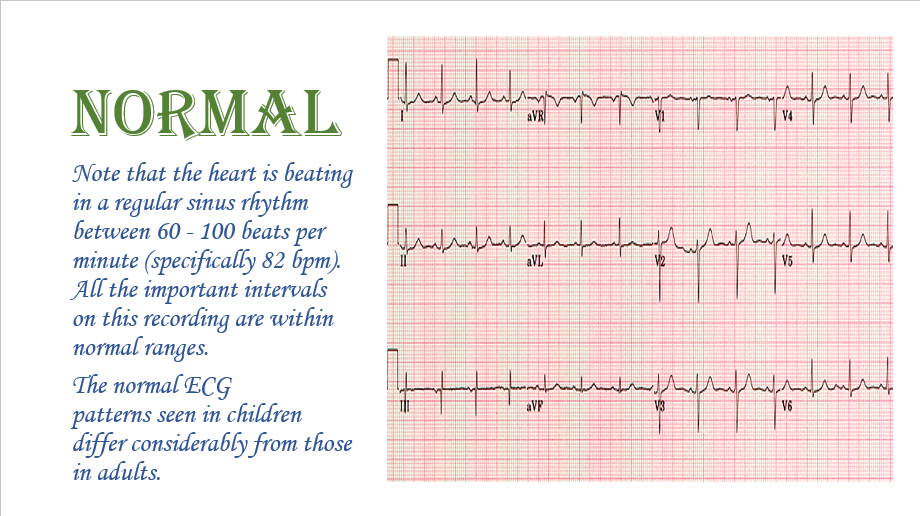 NORMAL
Note that the heart is beating
in a regular sinus rhythm
between 60 - 100 beats per
minute (specifically 82 bpm).
All the important intervals
on this recording are within
normal ranges.
The normal ECG
patterns seen in children
differ considerably from those
in adults.
I aVR V1 V4
II aVL V2 V5
III aVF V3 V6